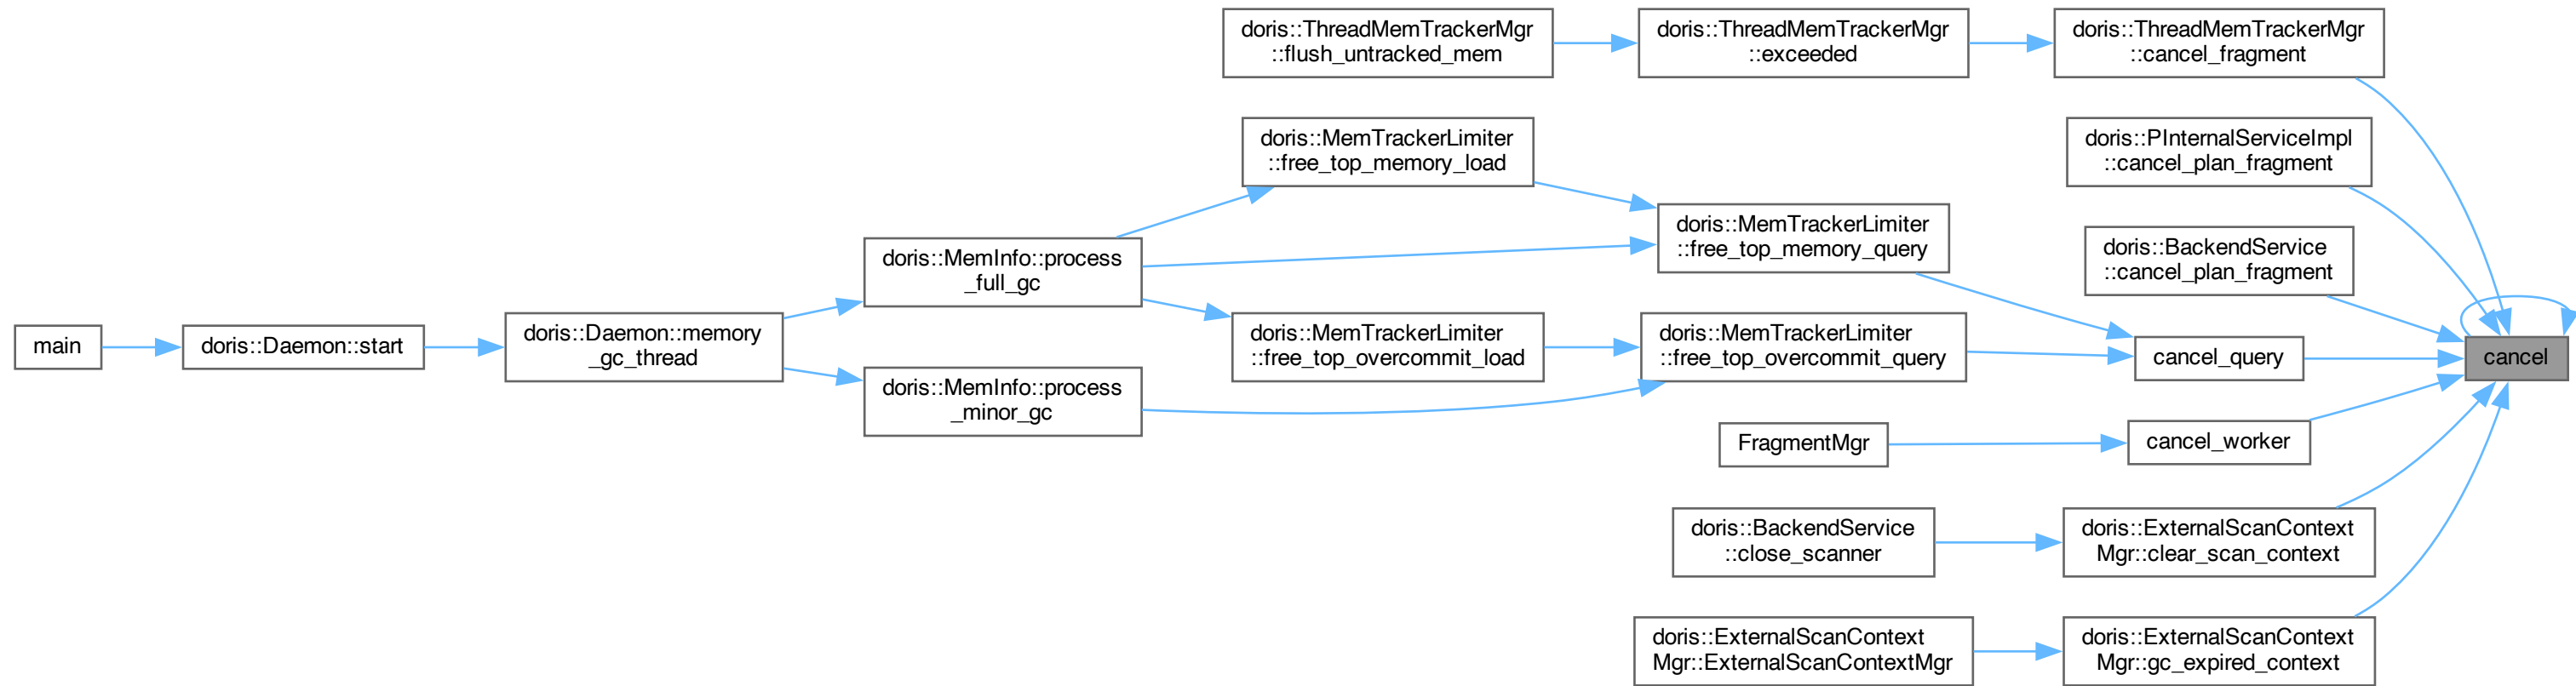 doris::ThreadMemTrackerMgr
::flush_untracked_mem
doris::ThreadMemTrackerMgr
::exceeded
doris::ThreadMemTrackerMgr
::cancel_fragment
doris::MemTrackerLimiter
::free_top_memory_load
doris::PInternalServiceImpl
::cancel_plan_fragment
doris::MemTrackerLimiter
::free_top_memory_query
doris::BackendService
::cancel_plan_fragment
doris::MemInfo::process
_full_gc
main
doris::Daemon::start
doris::Daemon::memory
_gc_thread
doris::MemTrackerLimiter
::free_top_overcommit_load
doris::MemTrackerLimiter
::free_top_overcommit_query
cancel_query
cancel
doris::MemInfo::process
_minor_gc
FragmentMgr
cancel_worker
doris::BackendService
::close_scanner
doris::ExternalScanContext
Mgr::clear_scan_context
doris::ExternalScanContext
Mgr::ExternalScanContextMgr
doris::ExternalScanContext
Mgr::gc_expired_context